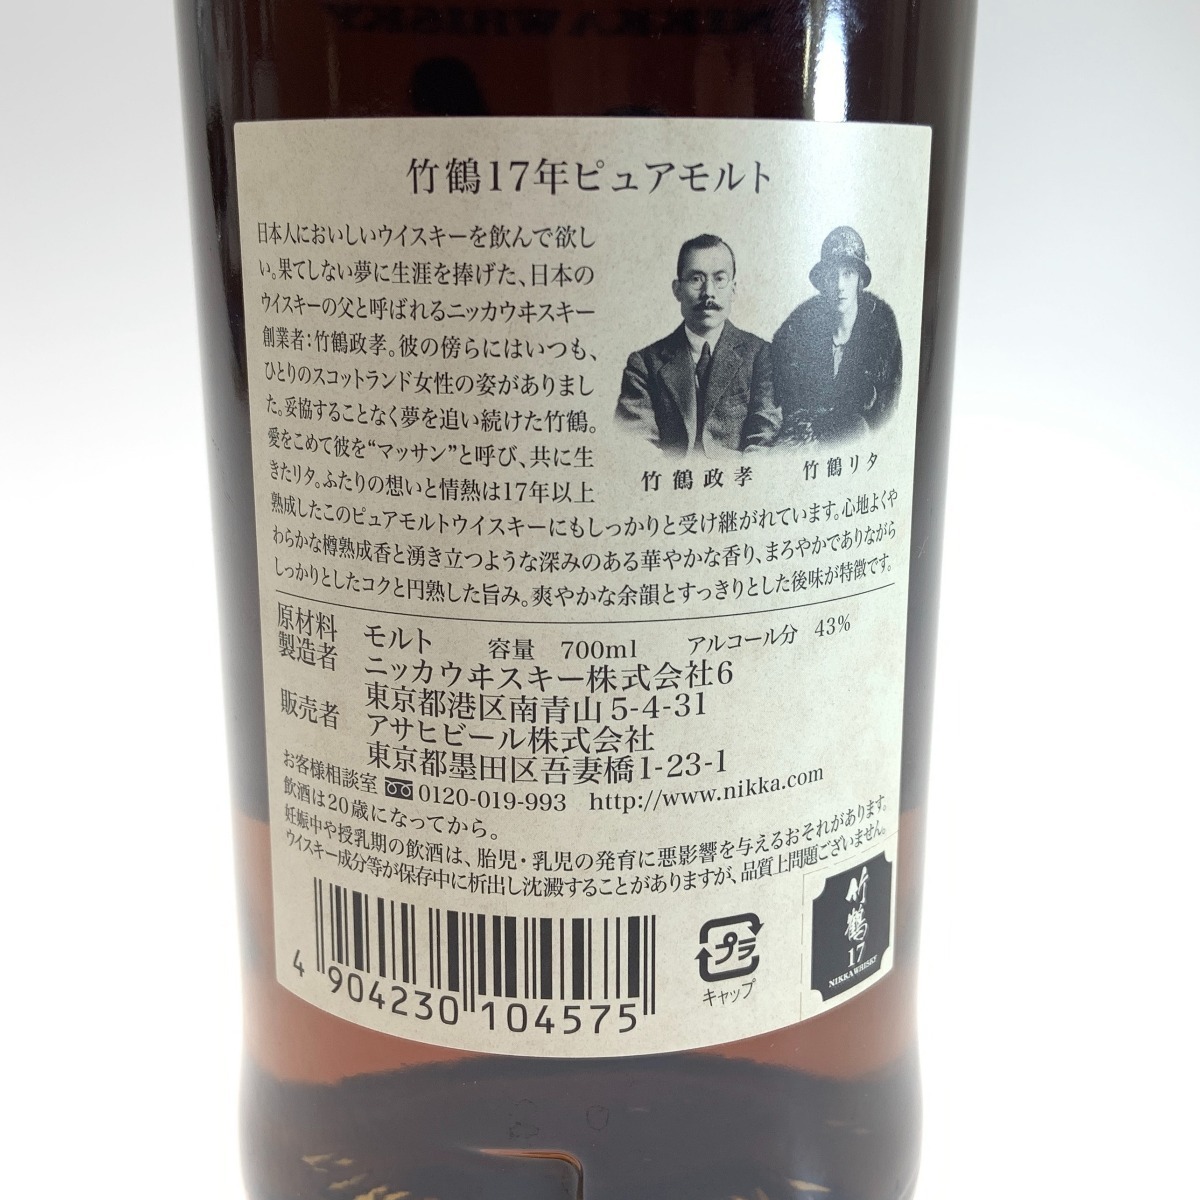 NIKKA WHISKY
竹鶴17年ピュアモルト
日本人においしいウイスキーを飲んで欲し
い。果てしない夢に生涯を捧げた、日本の
ウイスキーの父と呼ばれるニッカウヰスキー
創業者：竹鶴政孝。彼の傍らにはいつも、
ひとりのスコットランド女性の姿がありまし
た。妥協することなく夢を追い続けた竹鶴。
愛をこめて彼を“マッサン”と呼び、共に生
きたリタ。ふたりの想いと情熱は17年以上
熟成したこのピュアモルトウイスキーにもしっかりと受け継がれています。心地よくや
わらかな樽熟成香と湧き立つような深みのある華やかな香り、まろやかでありながら
しっかりとしたコクと円熟した旨み。爽やかな余韻とすっきりとした後味が特徴です。
竹鶴政孝 竹鶴リタ
原材料 モルト 容量 700ml アルコール分 43%
製造者 ニッカウヰスキー株式会社6
東京都港区南青山5-4-31
販売者 アサヒビール株式会社
東京都墨田区吾妻橋1-23-1
お客様相談室 0120-019-993 http://www.nikka.com
飲酒は20歳になってから。
妊娠中や授乳期の飲酒は、胎児・乳児の発育に悪影響を与えるおそれがあります。
ウイスキー成分等が保存中に析出し沈澱することがありますが、品質上問題ございません。
4 904230 104575
プラ
キャップ
竹鶴
17
NIKKA WHISKY